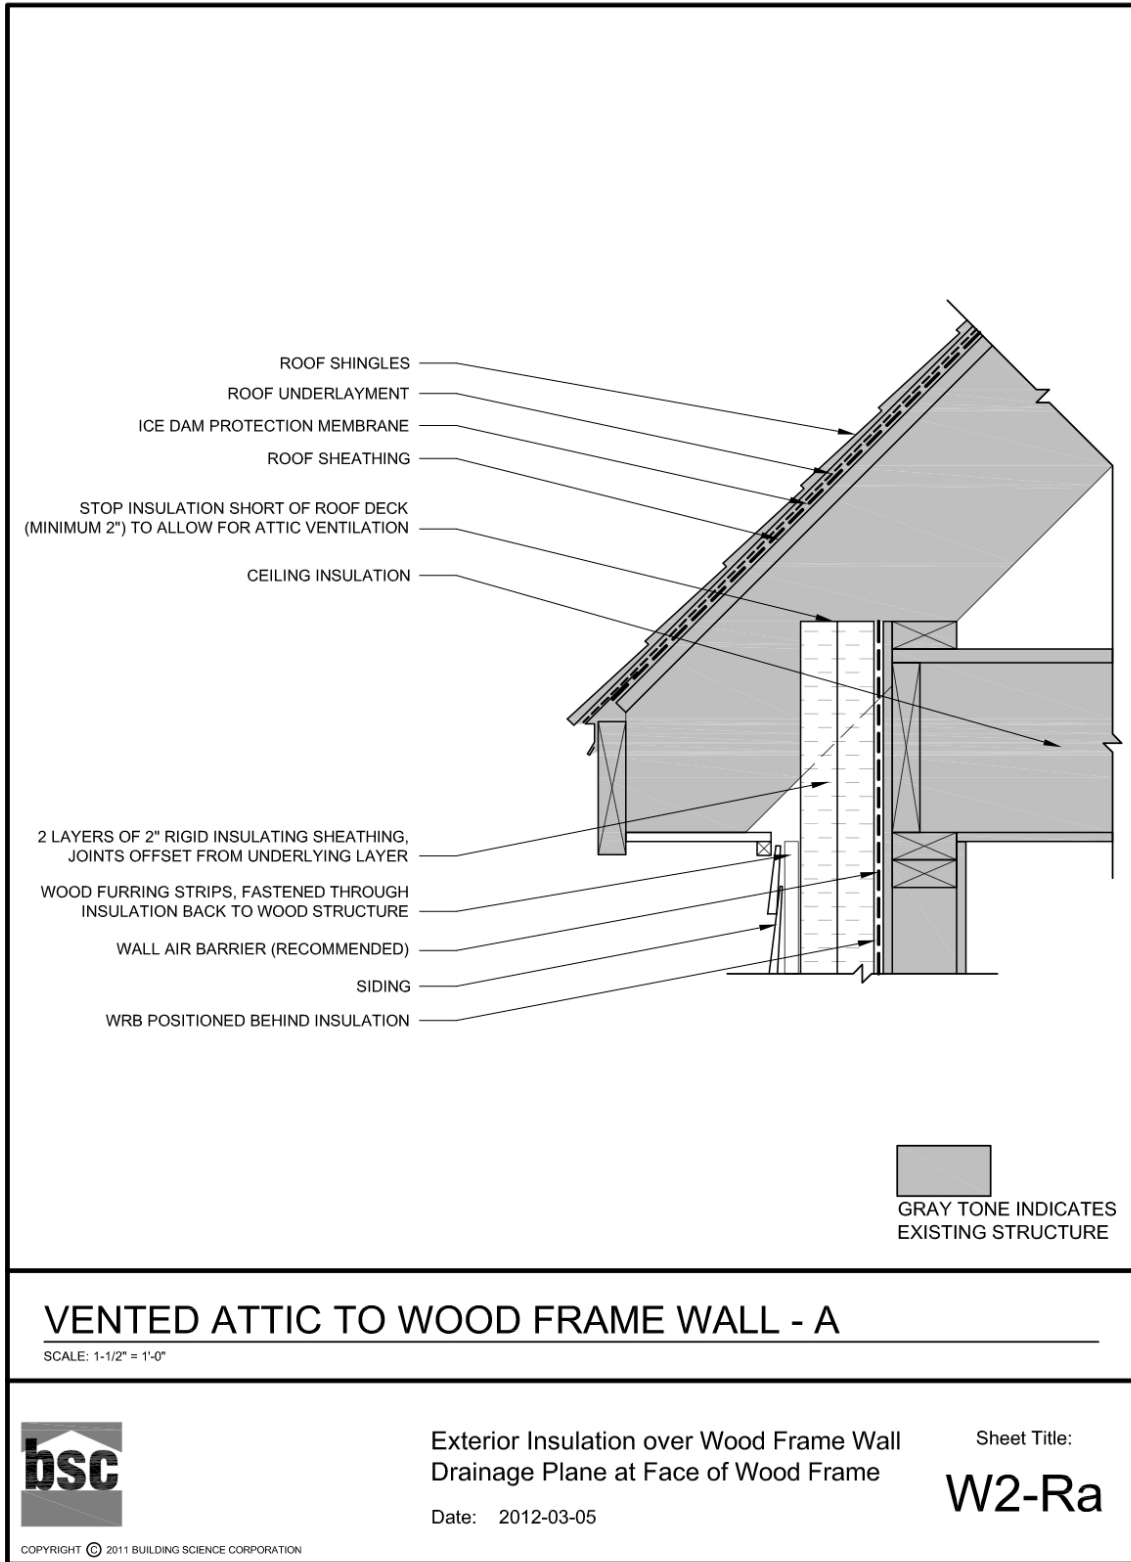 ROOF SHINGLES
ROOF UNDERLAYMENT
ICE DAM PROTECTION MEMBRANE
ROOF SHEATHING
STOP INSULATION SHORT OF ROOF DECK
(MINIMUM 2") TO ALLOW FOR ATTIC VENTILATION
CEILING INSULATION
2 LAYERS OF 2" RIGID INSULATING SHEATHING,
JOINTS OFFSET FROM UNDERLYING LAYER
WOOD FURRING STRIPS, FASTENED THROUGH
INSULATION BACK TO WOOD STRUCTURE
WALL AIR BARRIER (RECOMMENDED)
SIDING
WRB POSITIONED BEHIND INSULATION
GRAY TONE INDICATES
EXISTING STRUCTURE
VENTED ATTIC TO WOOD FRAME WALL - A
SCALE: 1-1/2" = 1'-0"
bsc
COPYRIGHT © 2011 BUILDING SCIENCE CORPORATION
Exterior Insulation over Wood Frame Wall
Drainage Plane at Face of Wood Frame
Date: 2012-03-05
Sheet Title:
W2-Ra